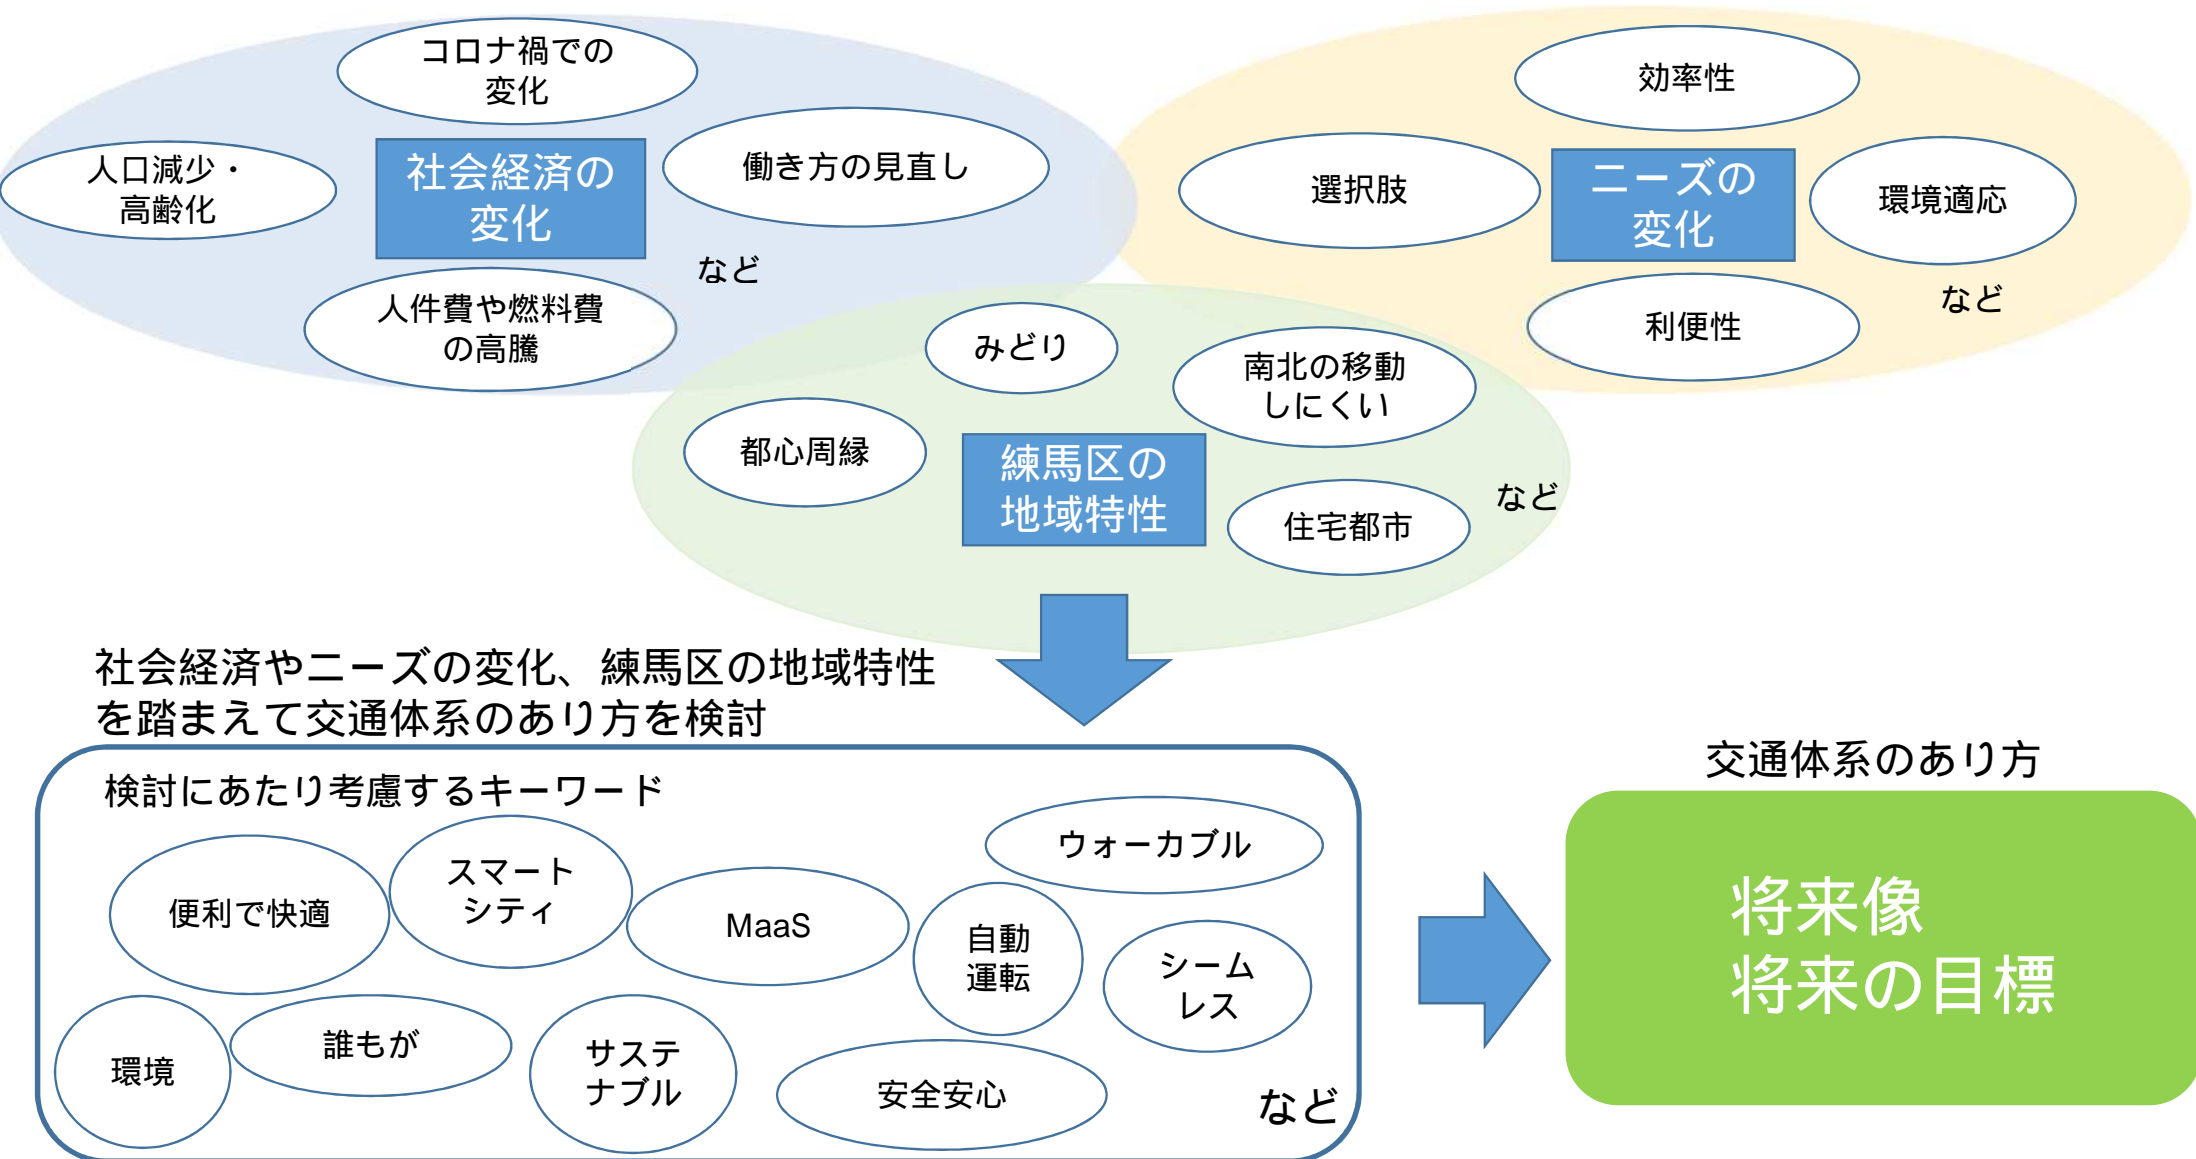 コロナ禍での
変化
人口減少・
高齢化
社会経済の
変化
働き方の見直し
など
人件費や燃料費
の高騰
効率性
選択肢
ニーズの
変化
環境適応
など
利便性
みどり
南北の移動
しにくい
都心周縁
練馬区の
地域特性
など
住宅都市
社会経済やニーズの変化、練馬区の地域特性
を踏まえて交通体系のあり方を検討
検討にあたり考慮するキーワード
便利で快適
スマート
シティ
MaaS
ウォーカブル
自動
運転
シーム
レス
環境
誰もが
サステ
ナブル
安全安心
など
交通体系のあり方
将来像
将来の目標